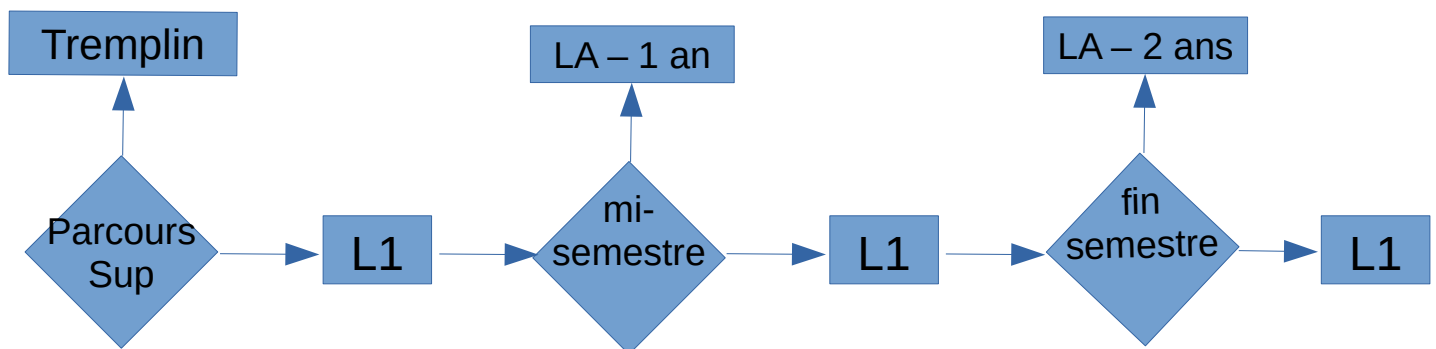 Tremplin
LA – 1 an
LA – 2 ans
Parcours
Sup
L1
mi-
semestre
L1
fin
semestre
L1